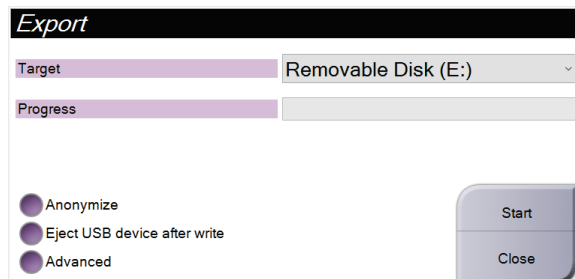 Export
Target
Removable Disk (E:)
Progress
Anonymize
Eject USB device after write
Advanced
Start
Close